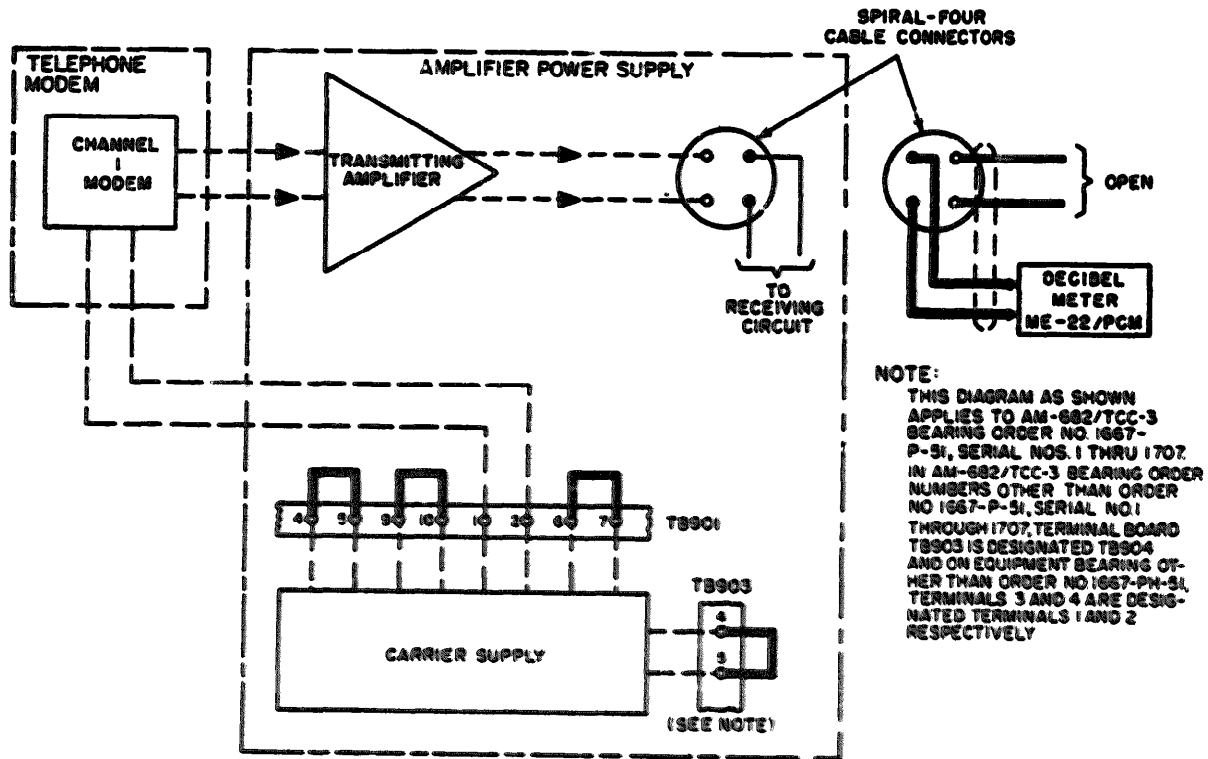 SPIRAL-FOUR
CABLE CONNECTORS
TELEPHONE
MODEM
AMPLIFIER POWER SUPPLY
CHANNEL
1
MODEM
TRANSMITTING
AMPLIFIER
OPEN
TO
RECEIVING
CIRCUIT
DECIBEL
METER
ME-22/PCM
NOTE:
THIS DIAGRAM AS SHOWN
APPLIES TO AM-682/TCC-3
BEARING ORDER NO. 1667-
P-51, SERIAL NOS. 1 THRU 1707.
IN AM-682/TCC-3 BEARING ORDER
NUMBERS OTHER THAN ORDER
NO 1667-P-51, SERIAL NO.1
THROUGH 1707, TERMINAL BOARD
TB903 IS DESIGNATED TB904
AND ON EQUIPMENT BEARING OT-
HER THAN ORDER NO 1667-PH-51,
TERMINALS 3 AND 4 ARE DESIG-
NATED TERMINALS 1 AND 2
RESPECTIVELY
4 5 9 10 1 2 6 7 TB901
TB903
4
3
CARRIER SUPPLY
(SEE NOTE)